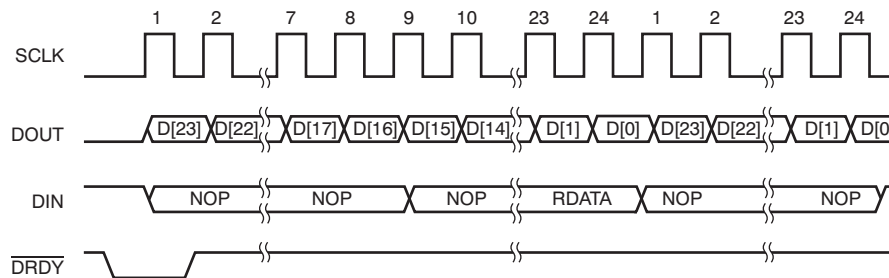 1 2 7 8 9 10 23 24 1 2 23 24
SCLK
DOUT D[23] D[22] D[17] D[16] D[15] D[14] D[1] D[0] D[23] D[22] D[1] D[0
DIN NOP NOP NOP RDATA NOP NOP
DRDY